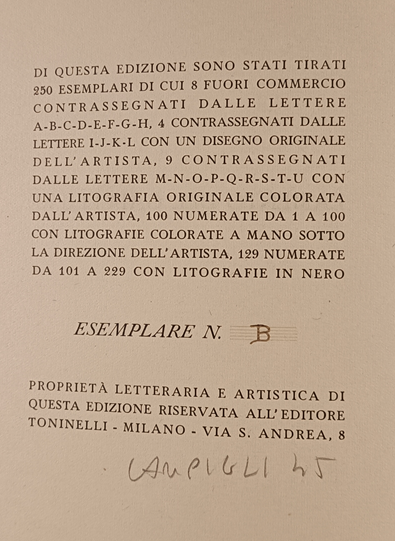 DI QUESTA EDIZIONE SONO STATI TIRATI
250 ESEMPLARI DI CUI 8 FUORI COMMERCIO
CONTRASSEGNATI DALLE LETTERE
A-B-C-D-E-F-G-H, 4 CONTRASSEGNATI DALLE
LETTERE I-J-K-L CON UN DISEGNO ORIGINALE
DELL'ARTISTA, 9 CONTRASSEGNATI
DALLE LETTERE M-N-O-P-Q-R-S-T-U CON
UNA LITOGRAFIA ORIGINALE COLORATA
DALL'ARTISTA, 100 NUMERATE DA 1 A 100
CON LITOGRAFIE COLORATE A MANO SOTTO
LA DIREZIONE DELL'ARTISTA, 129 NUMERATE
DA 101 A 229 CON LITOGRAFIE IN NERO
ESEMPLARE N. B
PROPRIETÀ LETTERARIA E ARTISTICA DI
QUESTA EDIZIONE RISERVATA ALL'EDITORE
TONINELLI - MILANO - VIA S. ANDREA, 8
CAMPIGLI 45